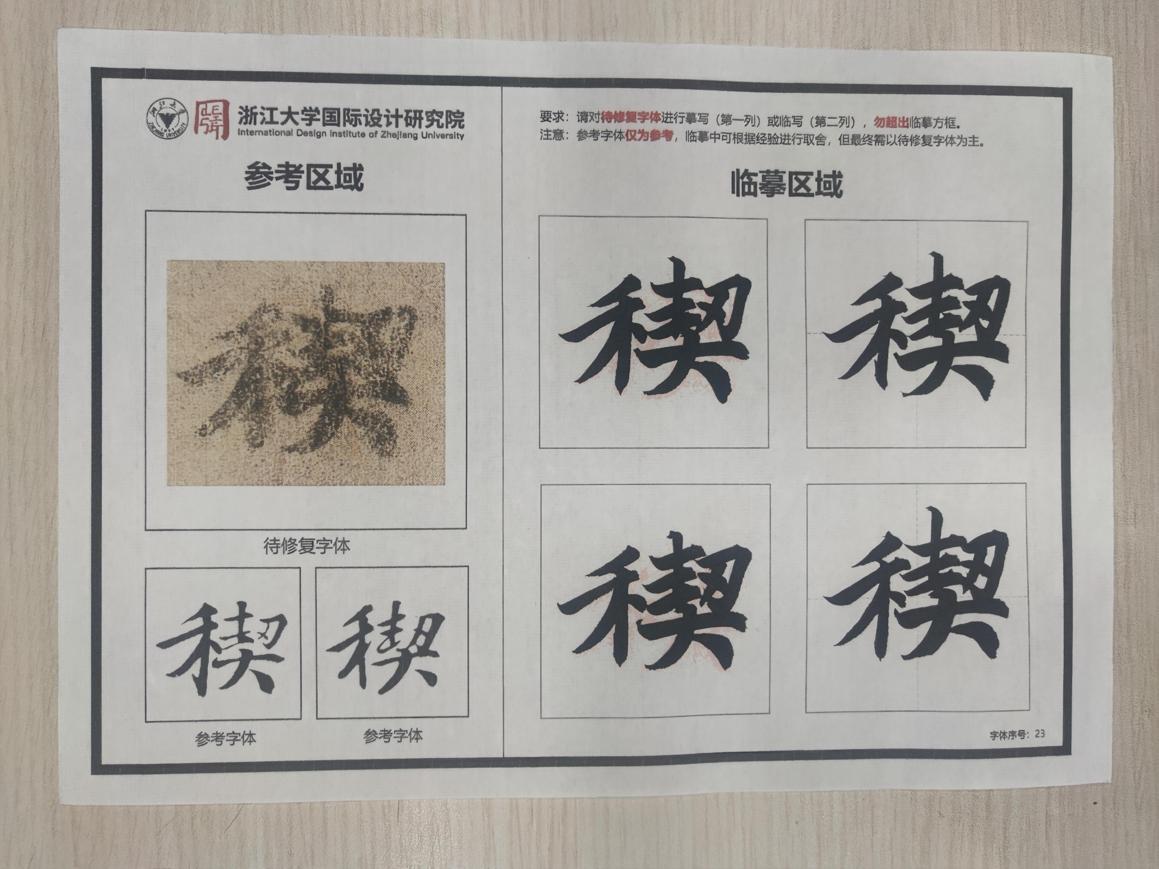 浙江大学国际设计研究院
International Design Institute of Zhejiang University
参考区域
稧
待修复字体
稧
稧
参考字体
参考字体
要求：请对待修复字体进行摹写（第一列）或临写（第二列），勿超出临摹方框。
注意：参考字体仅为参考，临摹中可根据经验进行取舍，但最终需以待修复字体为主。
临摹区域
稧
稧
稧
稧
字体序号：23